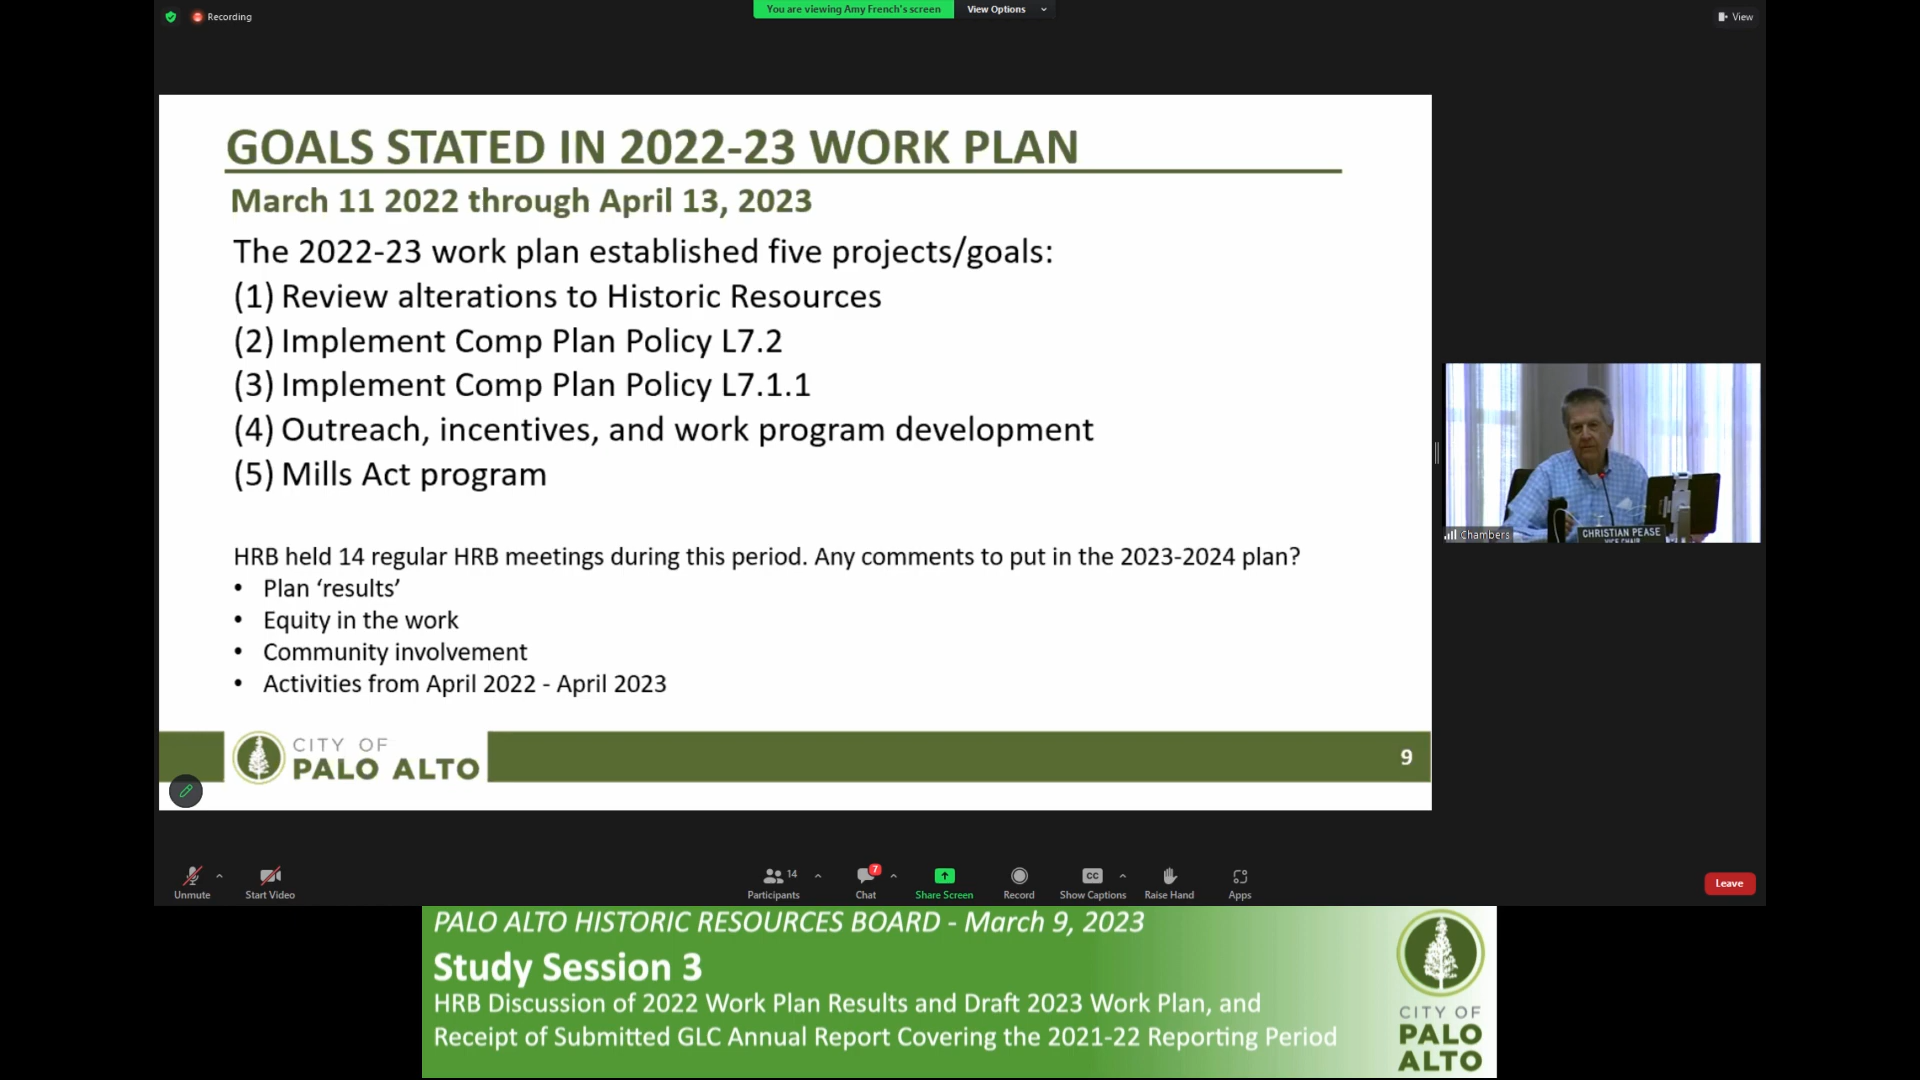 Recording
You are viewing Amy French's screen
View Options
View
GOALS STATED IN 2022-23 WORK PLAN
March 11 2022 through April 13, 2023
The 2022-23 work plan established five projects/goals:
(1) Review alterations to Historic Resources
(2) Implement Comp Plan Policy L7.2
(3) Implement Comp Plan Policy L7.1.1
(4) Outreach, incentives, and work program development
(5) Mills Act program
HRB held 14 regular HRB meetings during this period. Any comments to put in the 2023-2024 plan?
• Plan ‘results’
• Equity in the work
• Community involvement
• Activities from April 2022 - April 2023
CITY OF
PALO ALTO
9
CHRISTIAN PEASE
VICE CHAIR
Chambers
Unmute
Start Video
14
Participants
7
Chat
Share Screen
Record
CC
Show Captions
Raise Hand
Apps
Leave
PALO ALTO HISTORIC RESOURCES BOARD - March 9, 2023
Study Session 3
HRB Discussion of 2022 Work Plan Results and Draft 2023 Work Plan, and
Receipt of Submitted GLC Annual Report Covering the 2021-22 Reporting Period
CITY OF
PALO
ALTO